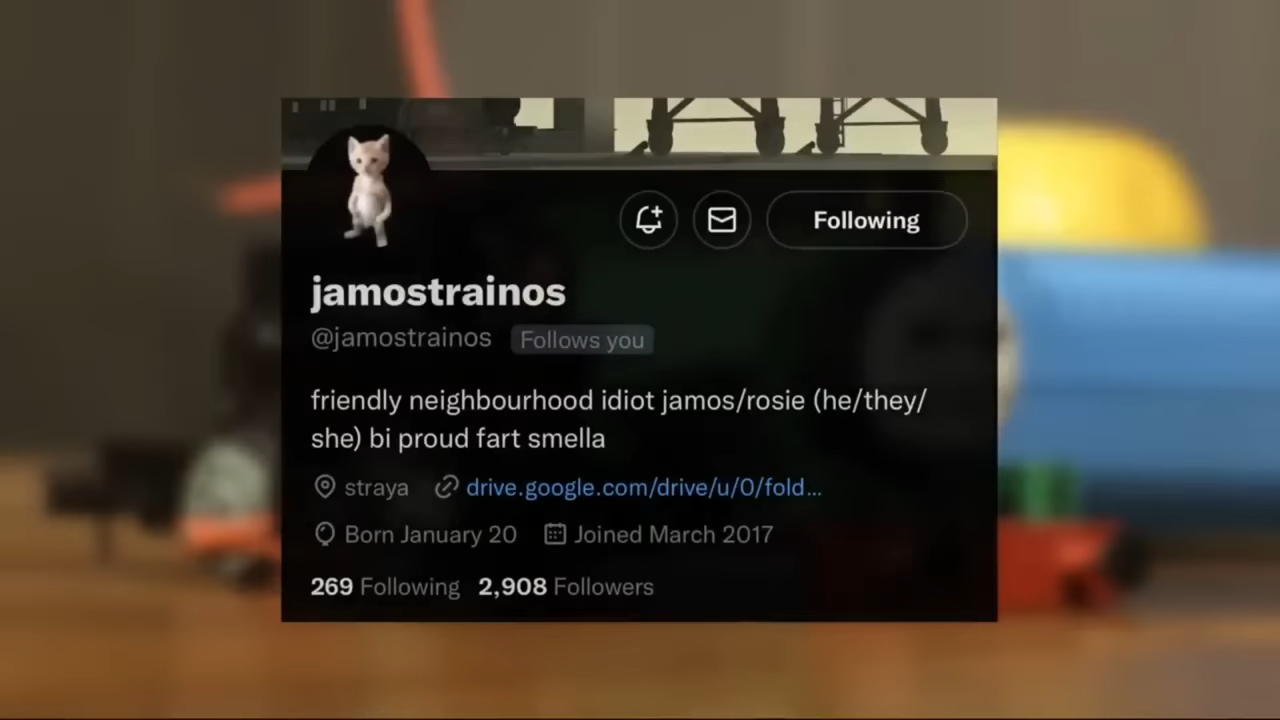 Following
jamostrainos
@jamostrainos Follows you
friendly neighbourhood idiot jamos/rosie (he/they/
she) bi proud fart smella
straya drive.google.com/drive/u/0/fold...
Born January 20 Joined March 2017
269 Following 2,908 Followers